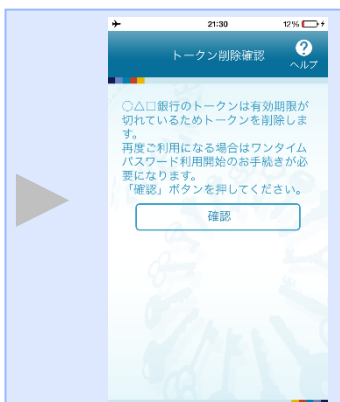 21:30
12%
トークン削除確認
?
ヘルプ
○△□銀行のトークンは有効期限が
切れているためトークンを削除しま
す。
再度ご利用になる場合はワンタイム
パスワード利用開始のお手続きが必
要になります。
「確認」ボタンを押してください。
確認